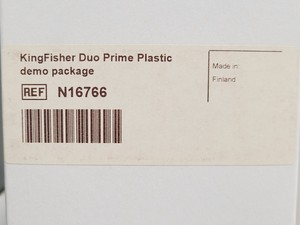 KingFisher Duo Prime Plastic
demo package
REF N16766
Made in:
Finland